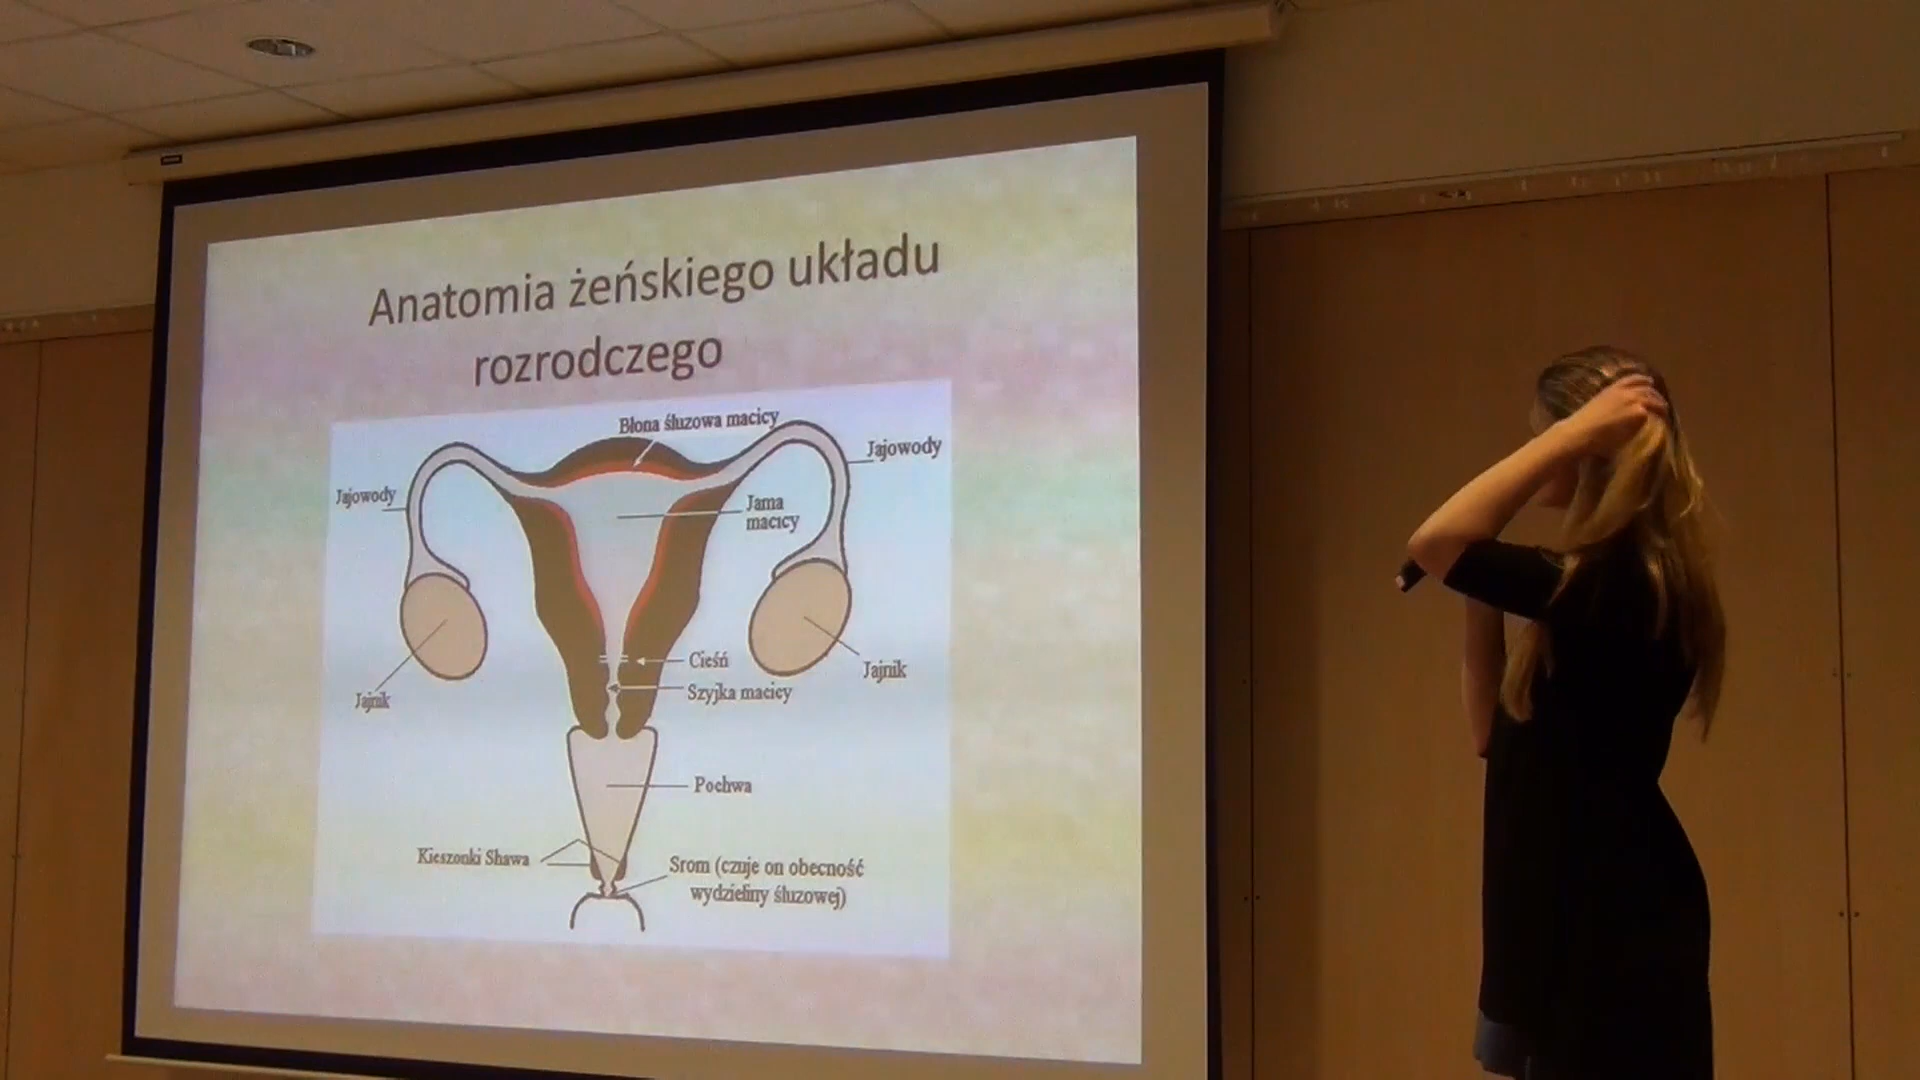 Anatomia żeńskiego układu
rozrodczego
Błona śluzowa macicy
Jajowody
Jajowody
Jama
macicy
Cieśń
Szyjka macicy
Jajnik
Jajnik
Pochwa
Kieszonki Shawa
Srom (czuje on obecność
wydzieliny śluzowej)